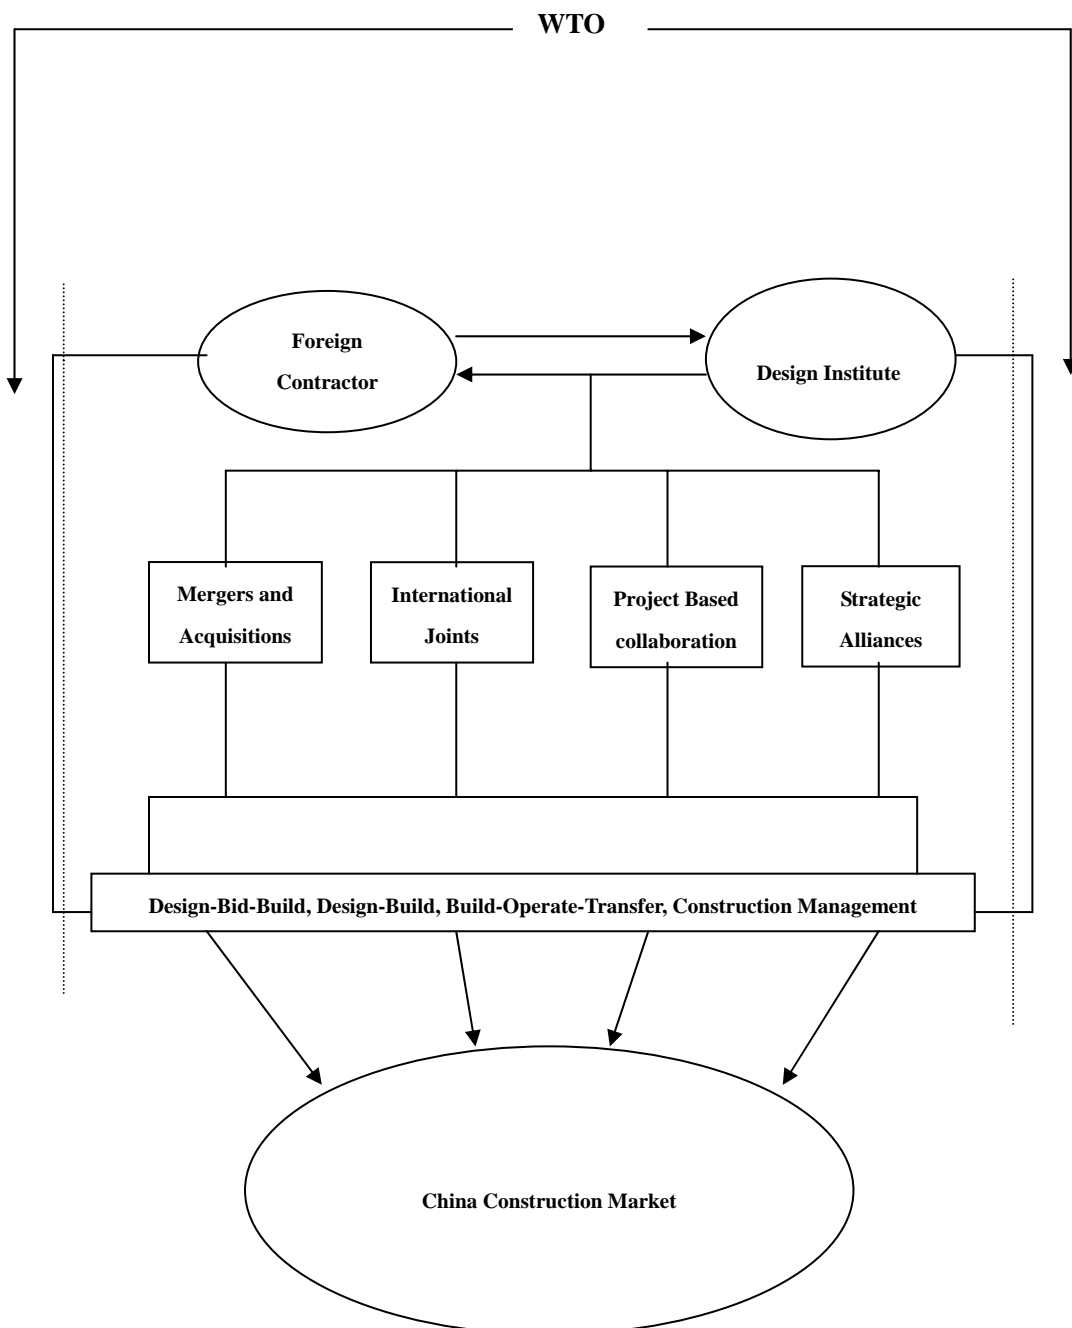 WTO
Foreign
Contractor
Design Institute
Mergers and
Acquisitions
International
Joints
Project Based
collaboration
Strategic
Alliances
Design-Bid-Build, Design-Build, Build-Operate-Transfer, Construction Management
China Construction Market